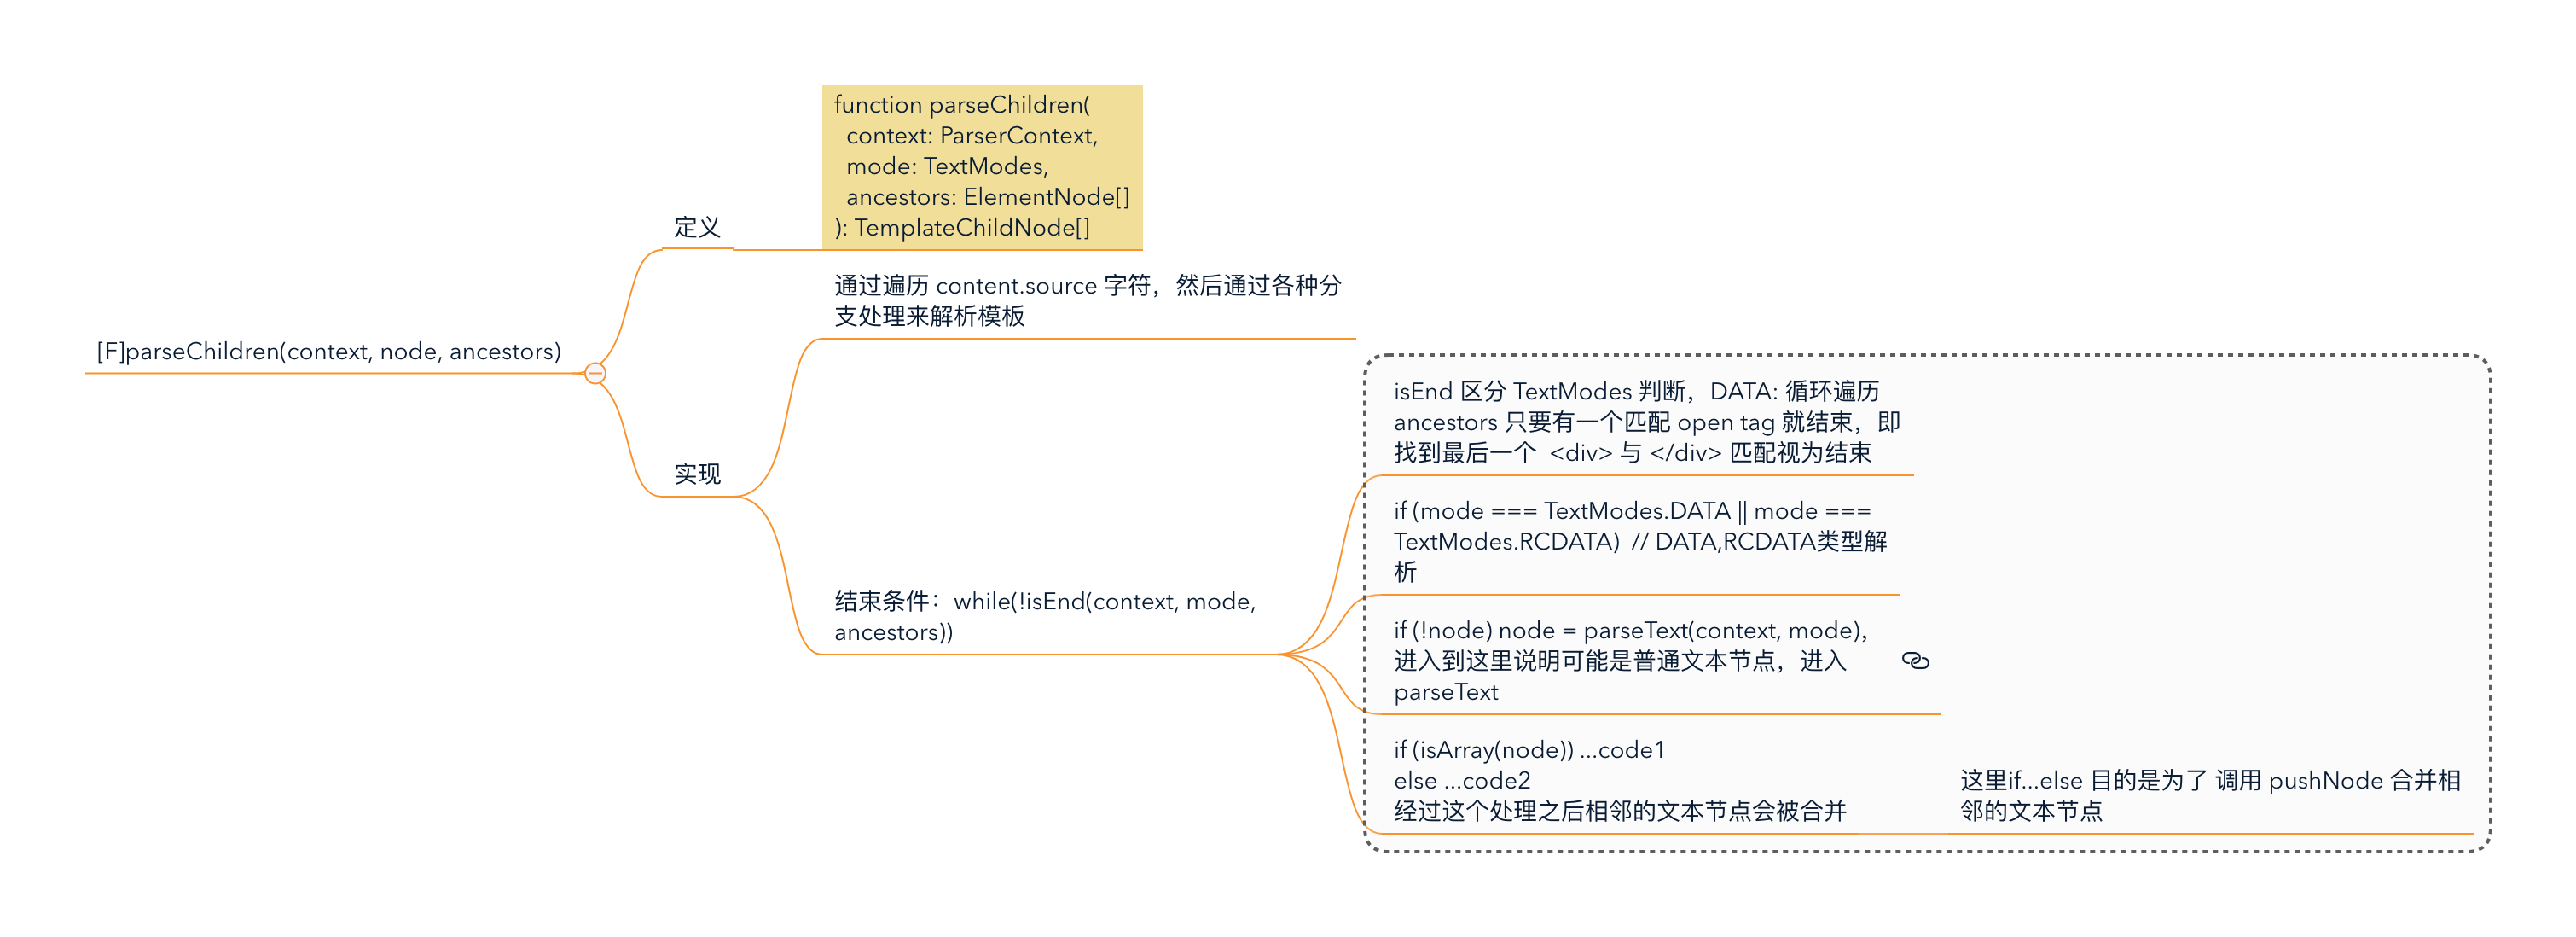 [F]parseChildren(context, node, ancestors)
定义
function parseChildren(
context: ParserContext,
mode: TextModes,
ancestors: ElementNode[]
): TemplateChildNode[]
实现
通过遍历 content.source 字符，然后通过各种分
支处理来解析模板
结束条件：while(!isEnd(context, mode,
ancestors))
isEnd 区分 TextModes 判断，DATA: 循环遍历
ancestors 只要有一个匹配 open tag 就结束，即
找到最后一个 <div> 与 </div> 匹配视为结束
if (mode === TextModes.DATA || mode ===
TextModes.RCDATA) // DATA,RCDATA类型解
析
if (!node) node = parseText(context, mode)，
进入到这里说明可能是普通文本节点，进入
parseText
if (isArray(node)) ...code1
else ...code2
经过这个处理之后相邻的文本节点会被合并
这里if...else 目的是为了 调用 pushNode 合并相
邻的文本节点